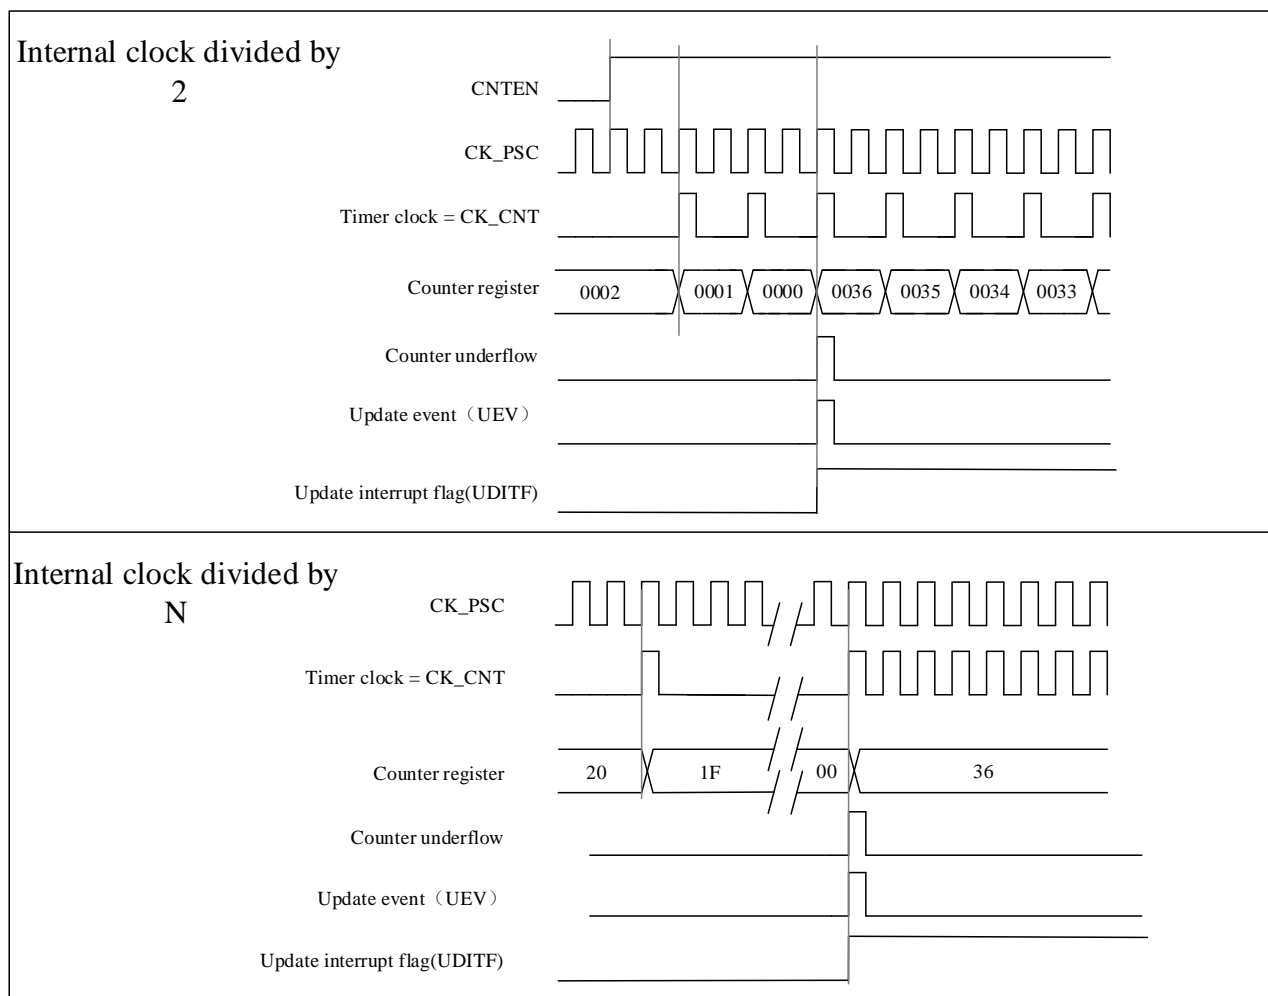 Internal clock divided by
2
CNTEN
CK_PSC
Timer clock = CK_CNT
Counter register
0002 0001 0000 0036 0035 0034 0033
Counter underflow
Update event（UEV）
Update interrupt flag(UDITF)
Internal clock divided by
N
CK_PSC
Timer clock = CK_CNT
Counter register
20 1F 00 36
Counter underflow
Update event（UEV）
Update interrupt flag(UDITF)